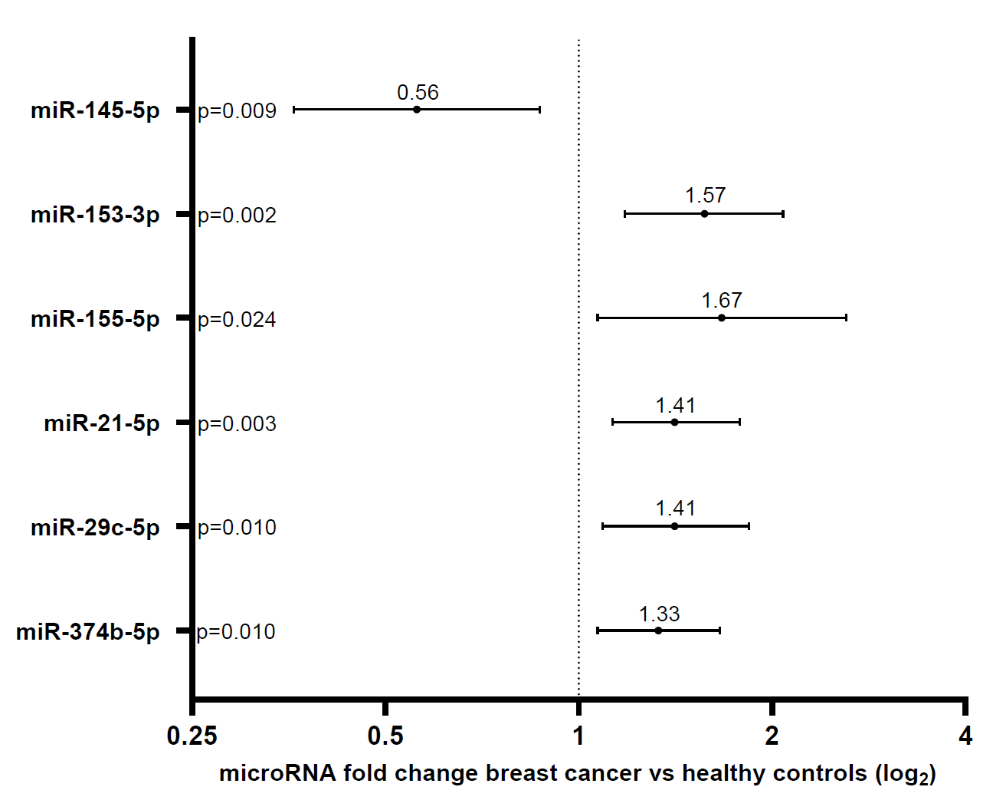 0.56
miR-145-5p p=0.009
1.57
miR-153-3p p=0.002
1.67
miR-155-5p p=0.024
1.41
miR-21-5p p=0.003
1.41
miR-29c-5p p=0.010
1.33
miR-374b-5p p=0.010
0.25 0.5 1 2 4
microRNA fold change breast cancer vs healthy controls (log₂)